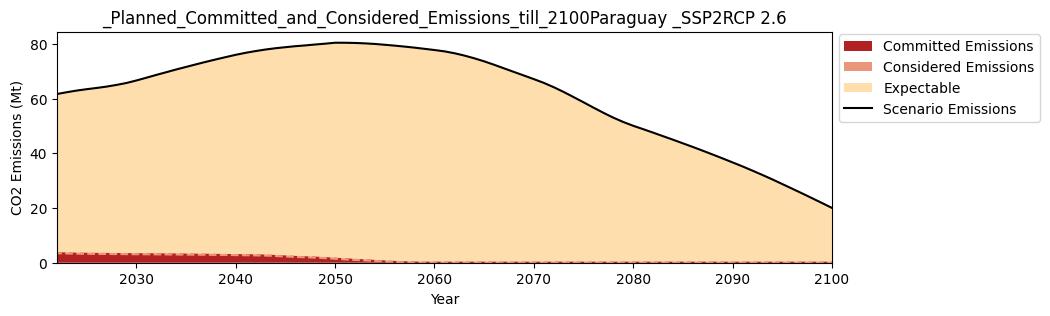 _Planned_Committed_and_Considered_Emissions_till_2100Paraguay _SSP2RCP 2.6
CO2 Emissions (Mt)
80
60
40
20
0
2030 2040 2050 2060 2070 2080 2090 2100
Year
Committed Emissions
Considered Emissions
Expectable
Scenario Emissions